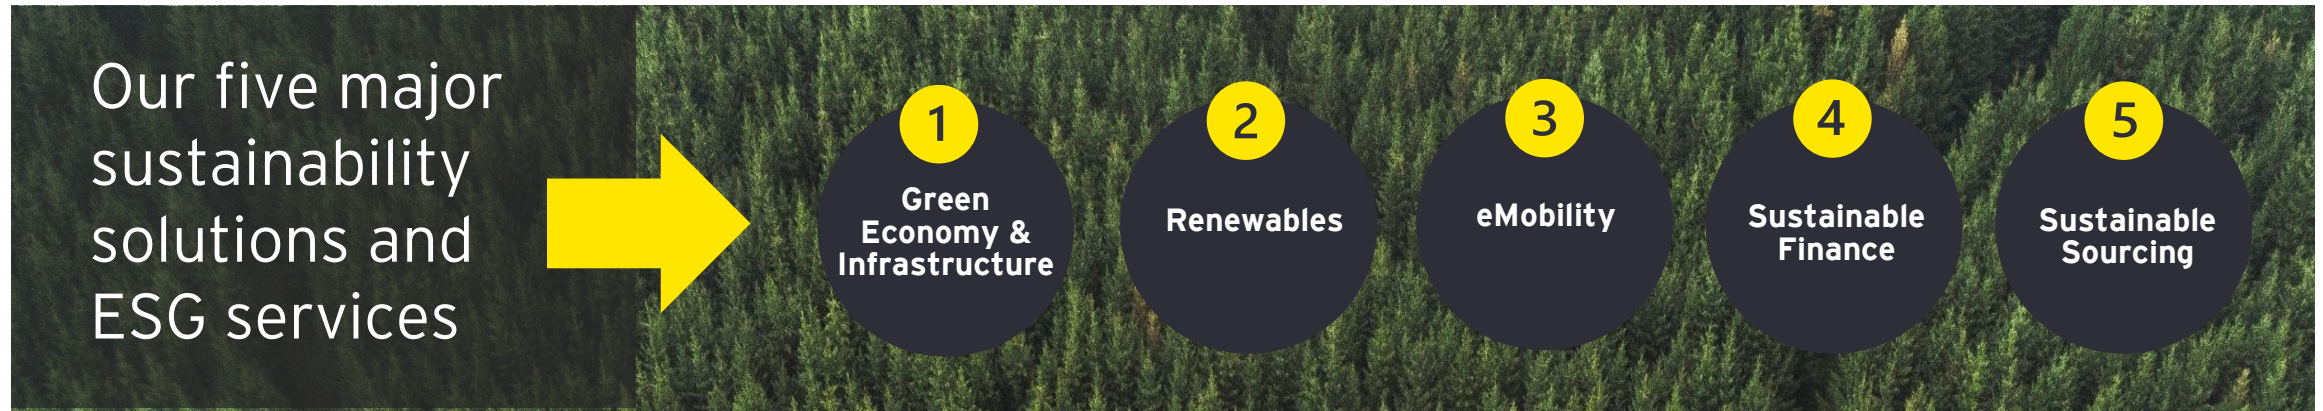 Our five major
sustainability
solutions and
ESG services
1
Green
Economy &
Infrastructure
2
Renewables
3
eMobility
4
Sustainable
Finance
5
Sustainable
Sourcing